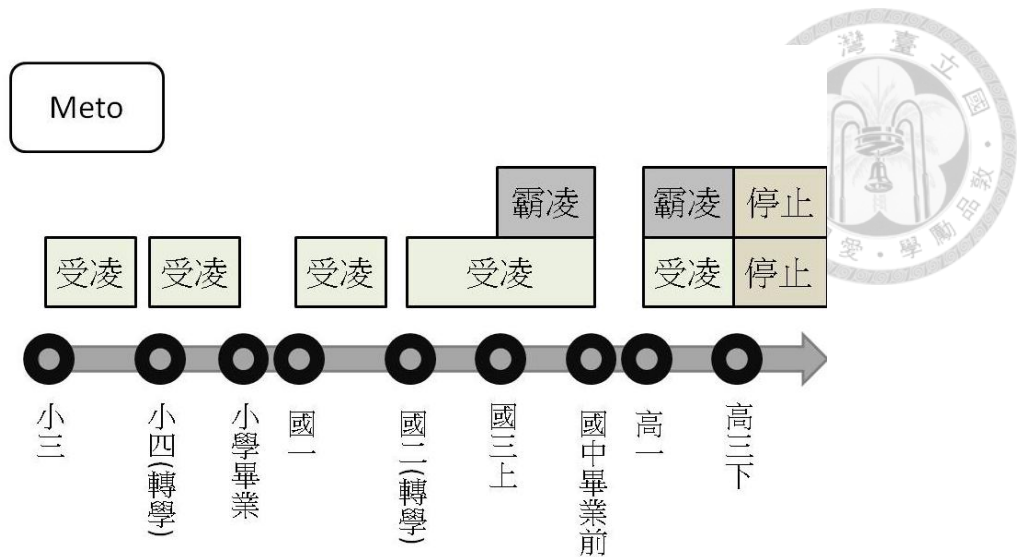 Meto
霸凌
霸凌
停止
受凌
受凌
受凌
受凌
受凌
停止
小三
小四(轉學)
小學畢業
國一
國二(轉學)
國三上
國中畢業前
高一
高三下